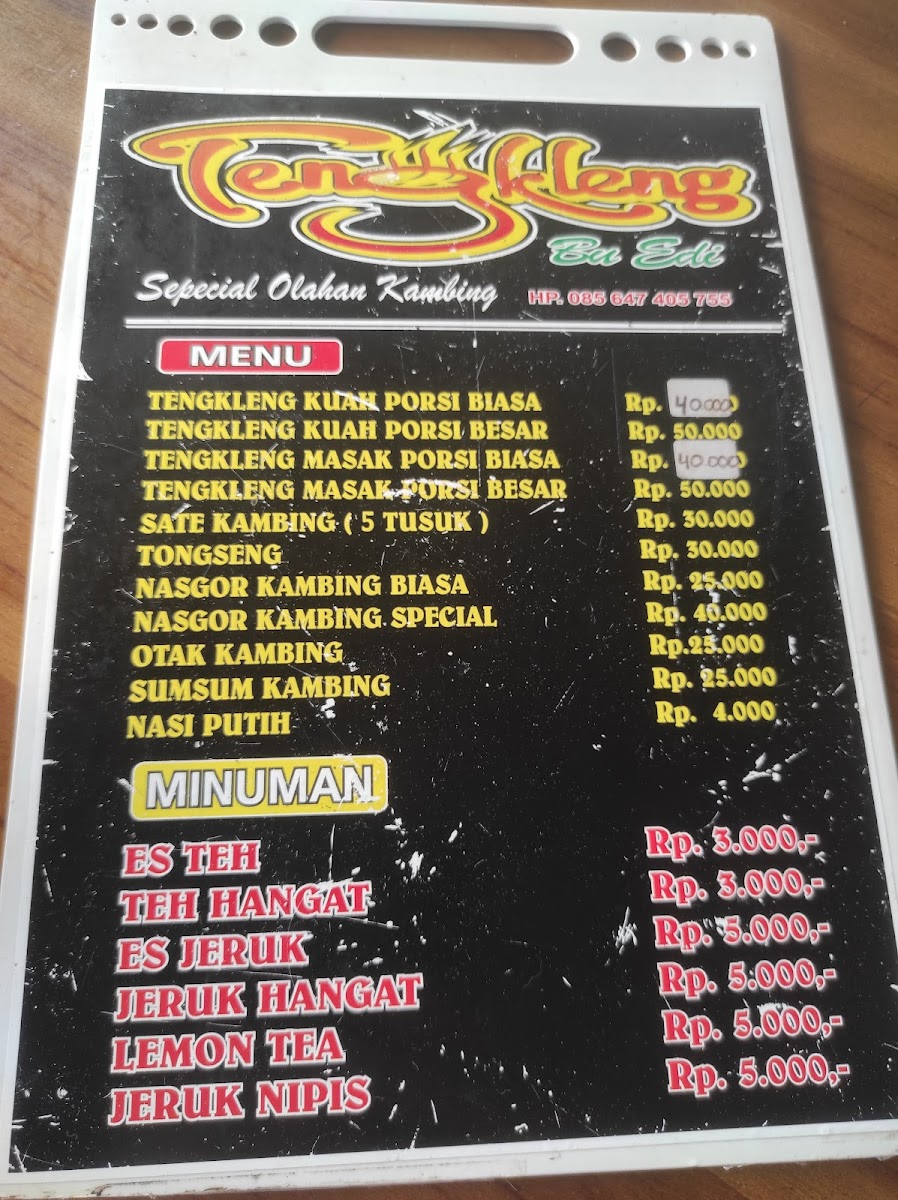 Tengkleng
Bu Edi
Sepecial Olahan Kambing HP. 085 647 405 755
MENU
TENGKLENG KUAH PORSI BIASA Rp. 40.000
TENGKLENG KUAH PORSI BESAR Rp. 50.000
TENGKLENG MASAK PORSI BIASA Rp. 40.000
TENGKLENG MASAK PORSI BESAR Rp. 50.000
SATE KAMBING ( 5 TUSUK ) Rp. 30.000
TONGSENG Rp. 30.000
NASGOR KAMBING BIASA Rp. 25.000
NASGOR KAMBING SPECIAL Rp. 40.000
OTAK KAMBING Rp.25.000
SUMSUM KAMBING Rp. 25.000
NASI PUTIH Rp. 4.000
MINUMAN
ES TEH Rp. 3.000,-
TEH HANGAT Rp. 3.000,-
ES JERUK Rp. 5.000,-
JERUK HANGAT Rp. 5.000,-
LEMON TEA Rp. 5.000,-
JERUK NIPIS Rp. 5.000,-